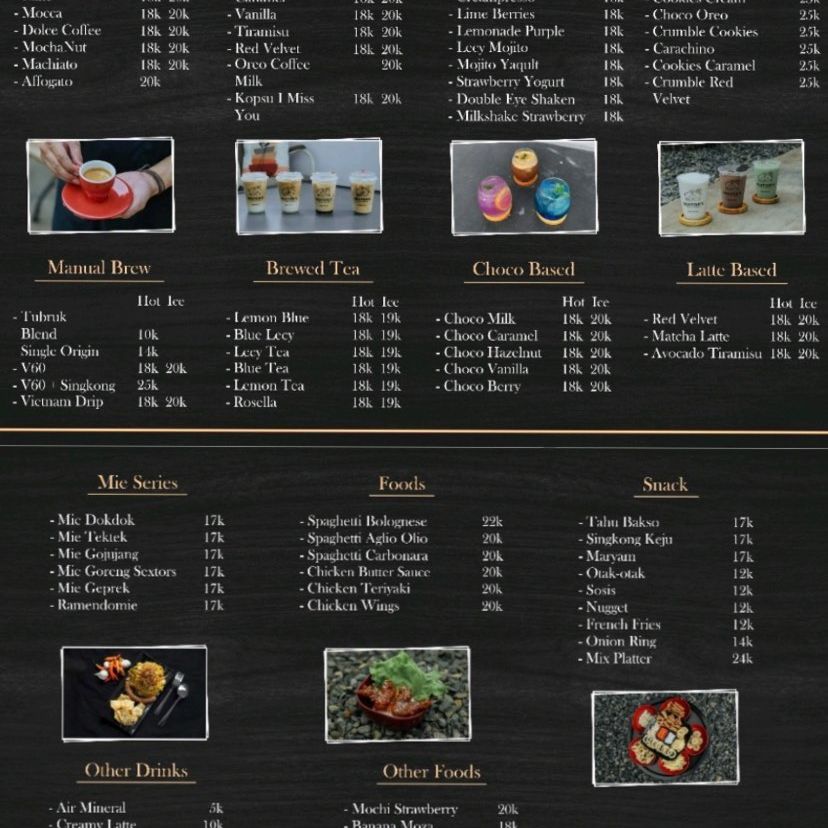 - Mocca 18k 20k
- Dolce Coffee 18k 20k
- MochaNut 18k 20k
- Machiato 18k 20k
- Affogato 20k
- Vanilla 18k 20k
- Tiramisu 18k 20k
- Red Velvet 18k 20k
- Oreo Coffee 20k
Milk
- Kopsu I Miss 18k 20k
You
- Lime Berries 18k
- Lemonade Purple 18k
- Lecy Mojito 18k
- Mojito Yaqult 18k
- Strawberry Yogurt 18k
- Double Eye Shaken 18k
- Milkshake Strawberry 18k
- Choco Oreo 25k
- Crumble Cookies 25k
- Carachino 25k
- Cookies Caramel 25k
- Crumble Red 25k
Velvet
Manual Brew
Hot Ice
- Tubruk
Blend 10k
Single Origin 14k
- V60 18k 20k
- V60 + Singkong 25k
- Vietnam Drip 18k 20k
Brewed Tea
Hot Ice
- Lemon Blue 18k 19k
- Blue Lecy 18k 19k
- Lecy Tea 18k 19k
- Blue Tea 18k 19k
- Lemon Tea 18k 19k
- Rosella 18k 19k
Choco Based
Hot Ice
- Choco Milk 18k 20k
- Choco Caramel 18k 20k
- Choco Hazelnut 18k 20k
- Choco Vanilla 18k 20k
- Choco Berry 18k 20k
Latte Based
Hot Ice
- Red Velvet 18k 20k
- Matcha Latte 18k 20k
- Avocado Tiramisu 18k 20k
Mie Series
- Mie Dokdok 17k
- Mie Tektek 17k
- Mie Gojujang 17k
- Mie Goreng Sextors 17k
- Mie Geprek 17k
- Ramendomie 17k
Foods
- Spaghetti Bolognese 22k
- Spaghetti Aglio Olio 20k
- Spaghetti Carbonara 20k
- Chicken Butter Sauce 20k
- Chicken Teriyaki 20k
- Chicken Wings 20k
Snack
- Tahu Bakso 17k
- Singkong Keju 17k
- Maryam 17k
- Otak-otak 12k
- Sosis 12k
- Nugget 12k
- French Fries 12k
- Onion Ring 14k
- Mix Platter 24k
Other Drinks
- Air Mineral 5k
- Creamy Latte 10k
Other Foods
- Mochi Strawberry 20k
- Banana Moza 18k